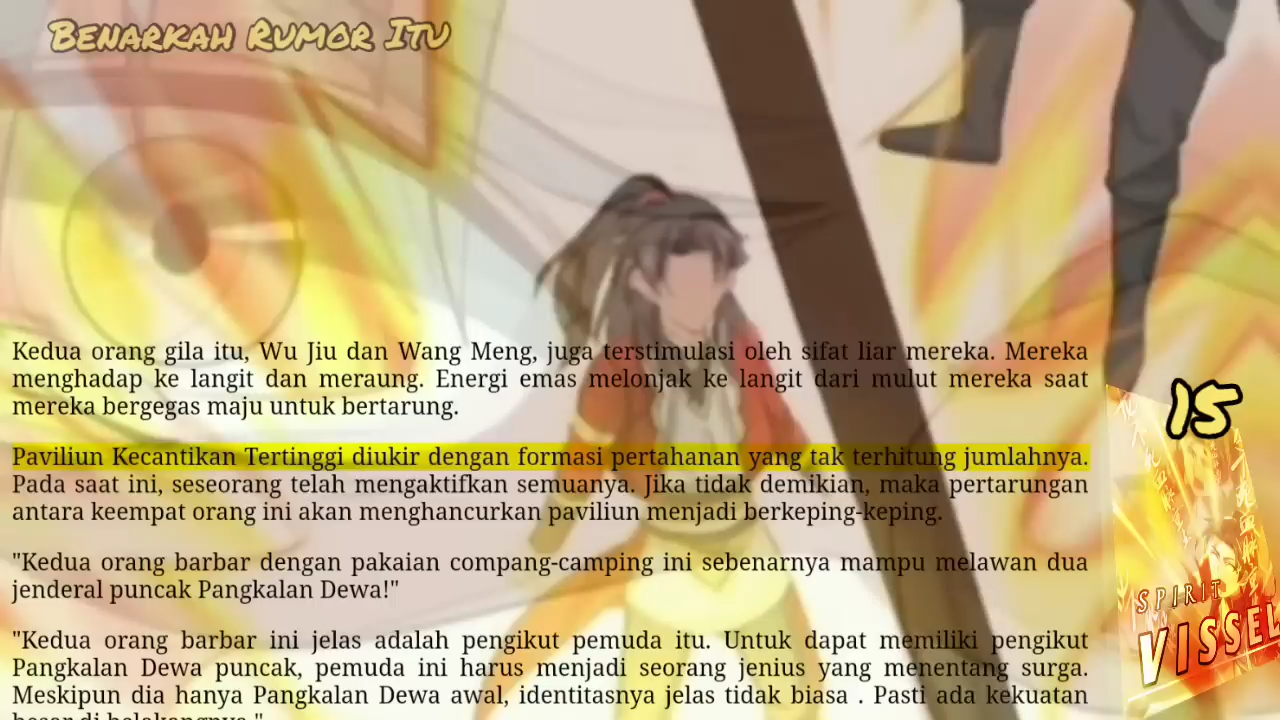 Benarkah Rumor Itu
Kedua orang gila itu, Wu Jiu dan Wang Meng, juga terstimulasi oleh sifat liar mereka. Mereka
menghadap ke langit dan meraung. Energi emas melonjak ke langit dari mulut mereka saat
mereka bergegas maju untuk bertarung.
Paviliun Kecantikan Tertinggi diukir dengan formasi pertahanan yang tak terhitung jumlahnya.
Pada saat ini, seseorang telah mengaktifkan semuanya. Jika tidak demikian, maka pertarungan
antara keempat orang ini akan menghancurkan paviliun menjadi berkeping-keping.
"Kedua orang barbar dengan pakaian compang-camping ini sebenarnya mampu melawan dua
jenderal puncak Pangkalan Dewa!"
"Kedua orang barbar ini jelas adalah pengikut pemuda itu. Untuk dapat memiliki pengikut
Pangkalan Dewa puncak, pemuda ini harus menjadi seorang jenius yang menentang surga.
Meskipun dia hanya Pangkalan Dewa awal, identitasnya jelas tidak biasa . Pasti ada kekuatan
besar di belakangnya."
15
SPIRIT
VISSEL